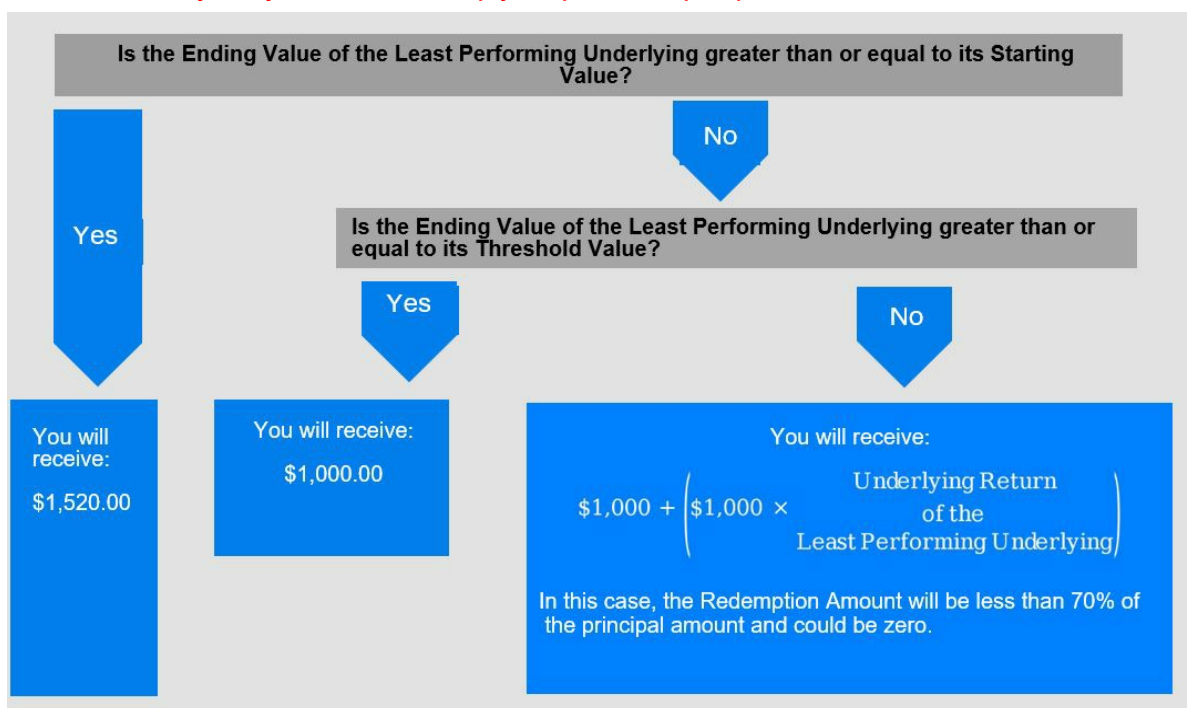 Is the Ending Value of the Least Performing Underlying greater than or equal to its Starting
Value?
No
Yes
Is the Ending Value of the Least Performing Underlying greater than or
equal to its Threshold Value?
Yes
No
You will
receive:
$1,520.00
You will receive:
$1,000.00
You will receive:
$1,000 + ($1,000 × Underlying Return
of the
Least Performing Underlying)
In this case, the Redemption Amount will be less than 70% of
the principal amount and could be zero.